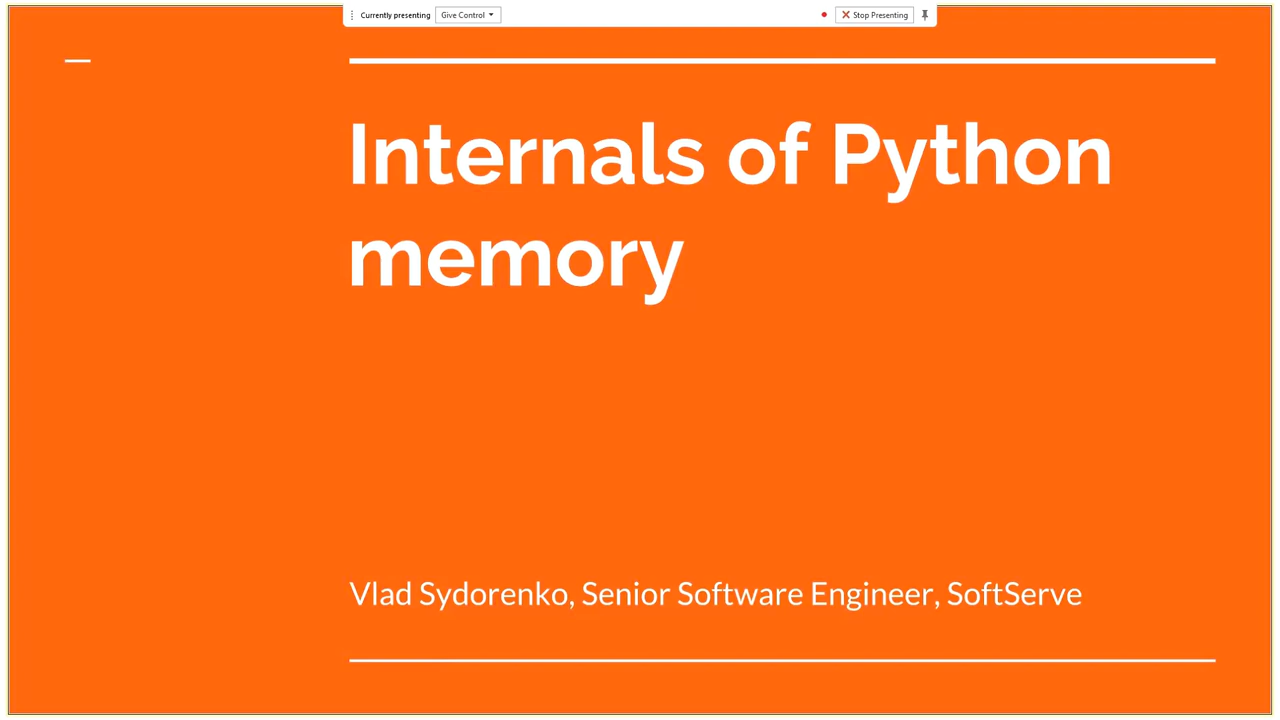 Currently presenting Give Control Stop Presenting
Internals of Python
memory
Vlad Sydorenko, Senior Software Engineer, SoftServe